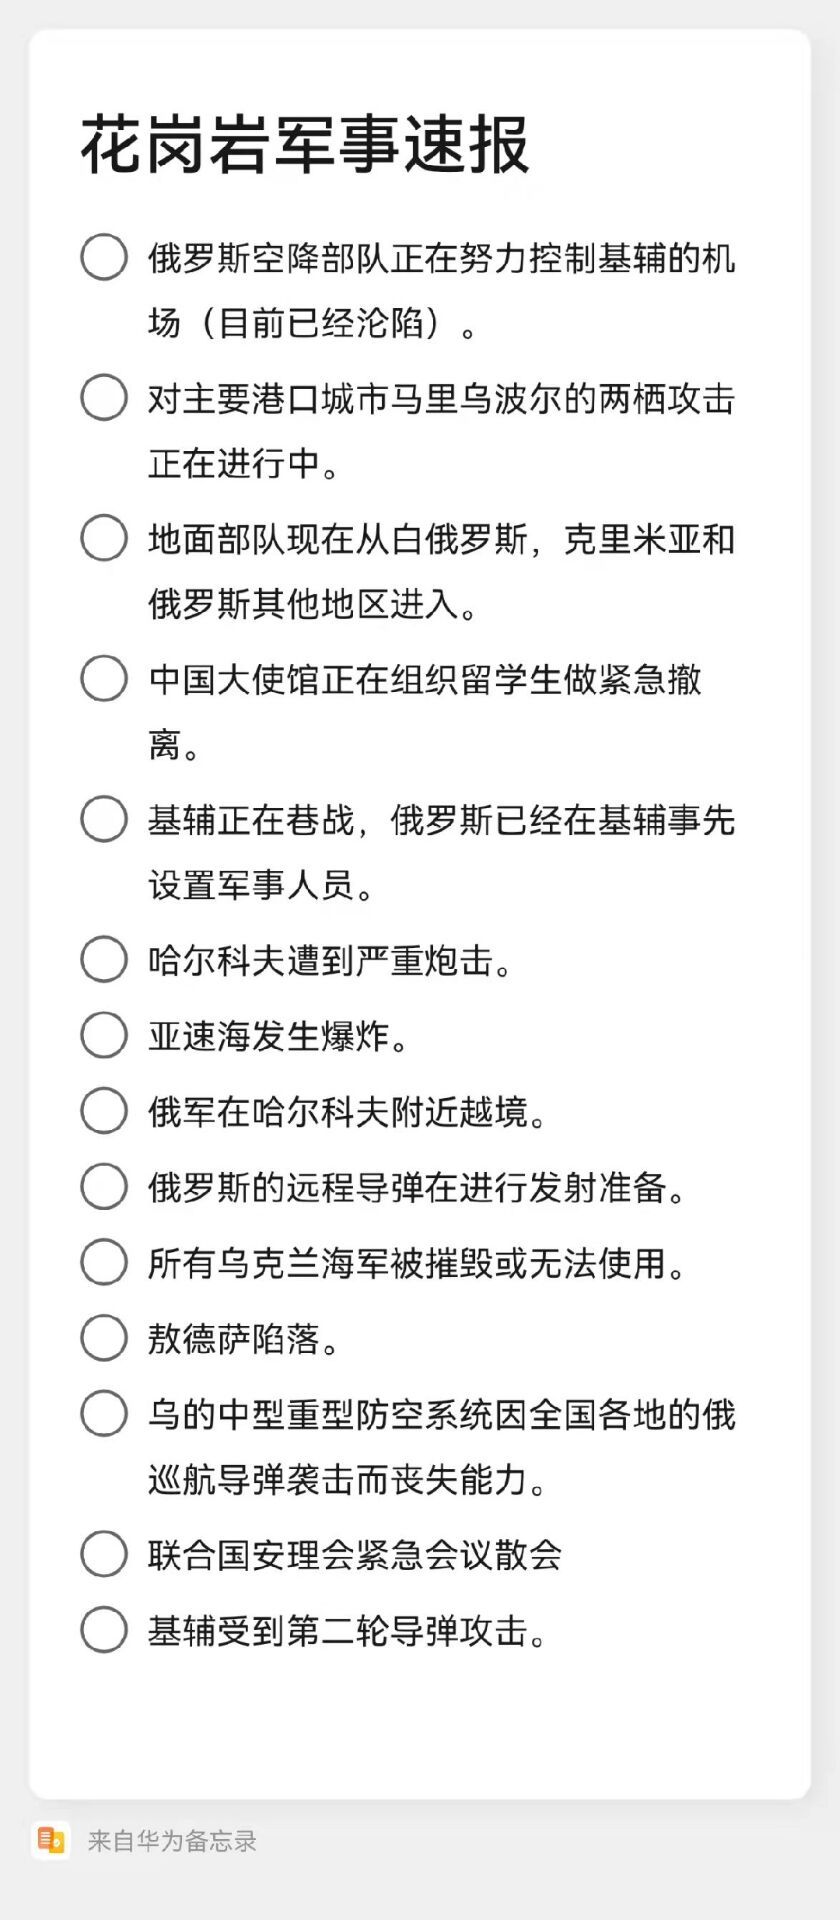 花岗岩军事速报
俄罗斯空降部队正在努力控制基辅的机
场（目前已经沦陷）。
对主要港口城市马里乌波尔的两栖攻击
正在进行中。
地面部队现在从白俄罗斯，克里米亚和
俄罗斯其他地区进入。
中国大使馆正在组织留学生做紧急撤
离。
基辅正在巷战，俄罗斯已经在基辅事先
设置军事人员。
哈尔科夫遭到严重炮击。
亚速海发生爆炸。
俄军在哈尔科夫附近越境。
俄罗斯的远程导弹在进行发射准备。
所有乌克兰海军被摧毁或无法使用。
敖德萨陷落。
乌的中型重型防空系统因全国各地的俄
巡航导弹袭击而丧失能力。
联合国安理会紧急会议散会
基辅受到第二轮导弹攻击。
来自华为备忘录